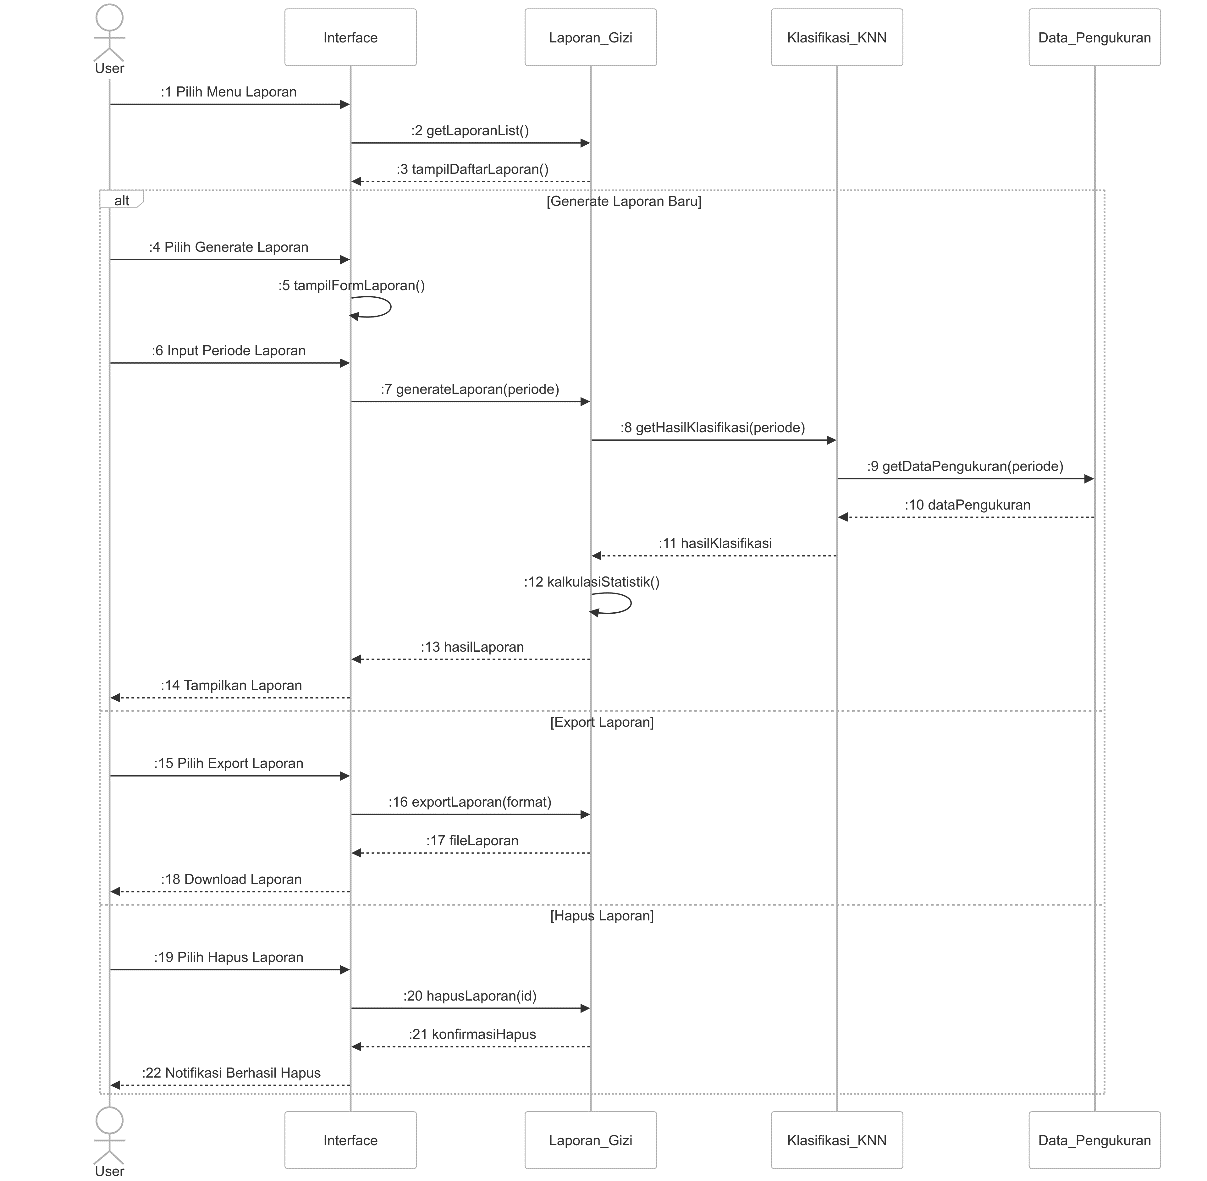 User
Interface
Laporan_Gizi
Klasifikasi_KNN
Data_Pengukuran
:1 Pilih Menu Laporan
:2 getLaporanList()
:3 tampilDaftarLaporan()
alt
[Generate Laporan Baru]
:4 Pilih Generate Laporan
:5 tampilFormLaporan()
:6 Input Periode Laporan
:7 generateLaporan(periode)
:8 getHasilKlasifikasi(periode)
:9 getDataPengukuran(periode)
:10 dataPengukuran
:11 hasilKlasifikasi
:12 kalkulasiStatistik()
:13 hasilLaporan
:14 Tampilkan Laporan
[Export Laporan]
:15 Pilih Export Laporan
:16 exportLaporan(format)
:17 fileLaporan
:18 Download Laporan
[Hapus Laporan]
:19 Pilih Hapus Laporan
:20 hapusLaporan(id)
:21 konfirmasiHapus
:22 Notifikasi Berhasil Hapus
User
Interface
Laporan_Gizi
Klasifikasi_KNN
Data_Pengukuran